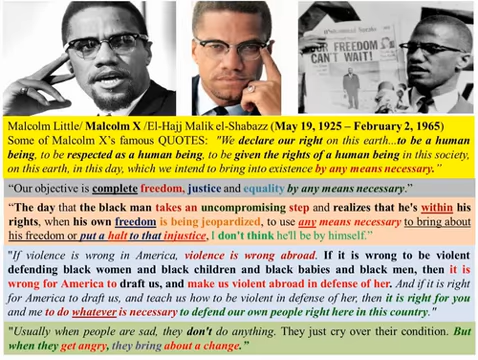 OUR FREEDOM
CAN'T WAIT!
Malcolm Little/ Malcolm X /El-Hajj Malik el-Shabazz (May 19, 1925 – February 2, 1965)
Some of Malcolm X's famous QUOTES: "We declare our right on this earth...to be a human
being, to be respected as a human being, to be given the rights of a human being in this society,
on this earth, in this day, which we intend to bring into existence by any means necessary."
“Our objective is complete freedom, justice and equality by any means necessary.”
“The day that the black man takes an uncompromising step and realizes that he's within his
rights, when his own freedom is being jeopardized, to use any means necessary to bring about
his freedom or put a halt to that injustice, I don't think he'll be by himself.”
"If violence is wrong in America, violence is wrong abroad. If it is wrong to be violent
defending black women and black children and black babies and black men, then it is
wrong for America to draft us, and make us violent abroad in defense of her. And if it is right
for America to draft us, and teach us how to be violent in defense of her, then it is right for you
and me to do whatever is necessary to defend our own people right here in this country."
"Usually when people are sad, they don't do anything. They just cry over their condition. But
when they get angry, they bring about a change.”